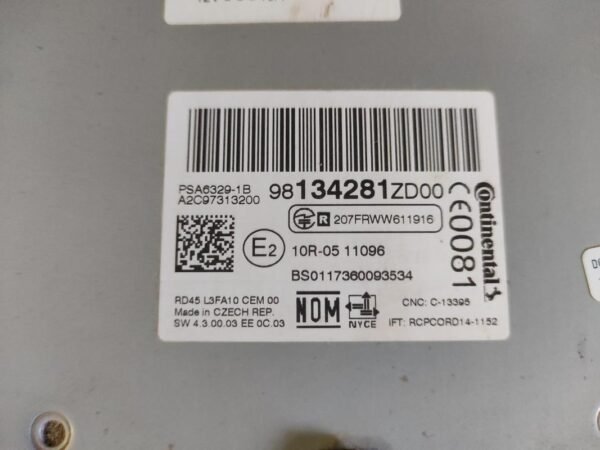 PSA6329-1B
A2C97313200
98134281ZD00
R 207FRWW611916
E2
10R-05 11096
BS0117360093534
CE0081
Continental
RD45 L3FA10 CEM 00
Made in CZECH REP.
SW 4.3 00.03 EE 0C.03
NOM
NYCE
CNC: C-13395
IFT: RCPCORD14-1152